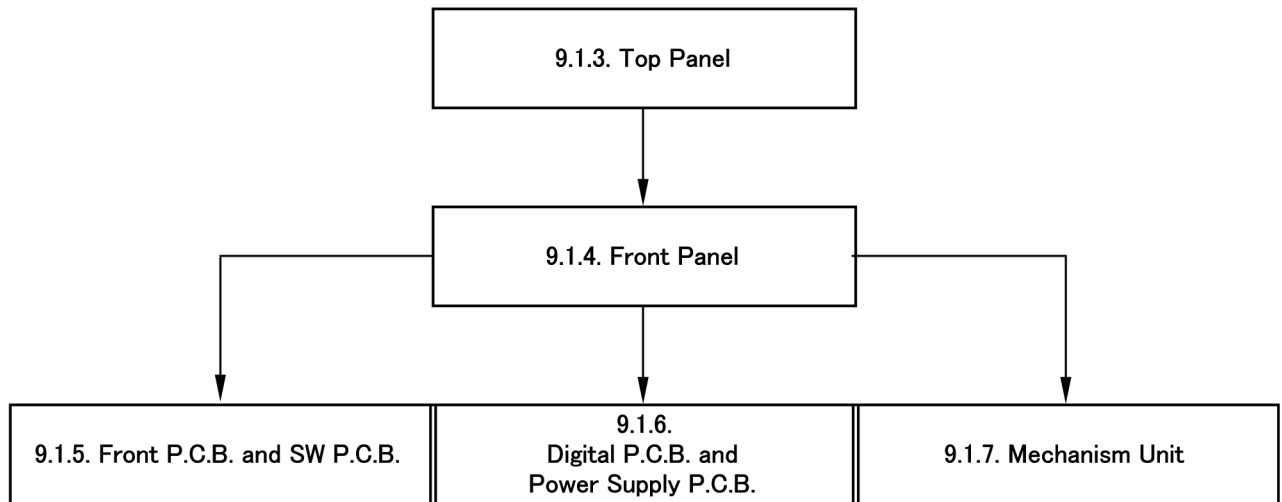 9.1.3. Top Panel
9.1.4. Front Panel
9.1.5. Front P.C.B. and SW P.C.B.
9.1.6.
Digital P.C.B. and
Power Supply P.C.B.
9.1.7. Mechanism Unit